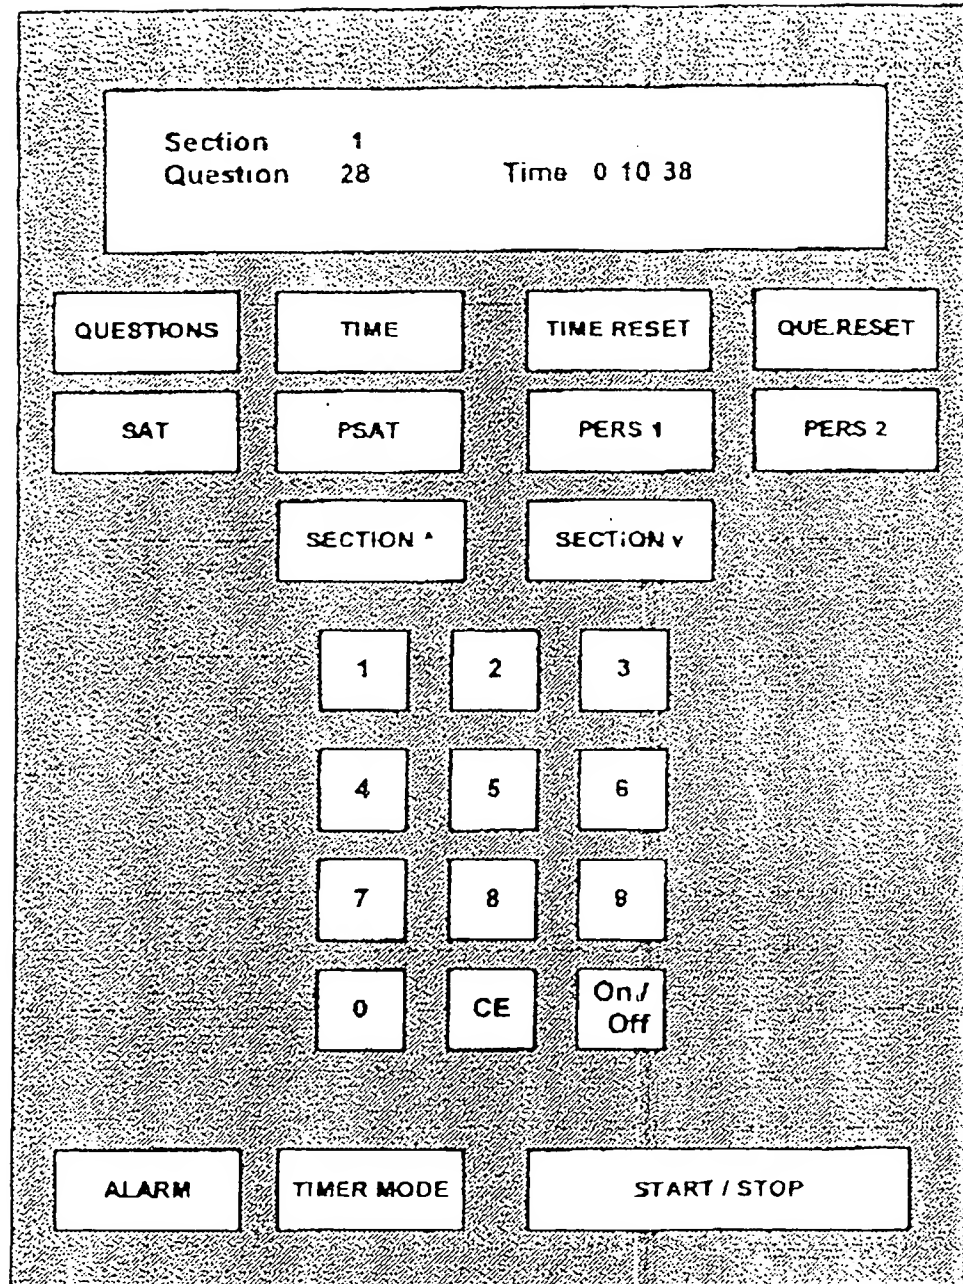 Section 1
Question 28 Time 0 10 38
QUESTIONS TIME TIME RESET QUE.RESET
SAT PSAT PERS 1 PERS 2
SECTION ^ SECTION v
1 2 3
4 5 6
7 8 9
0 CE On /
Off
ALARM TIMER MODE START / STOP